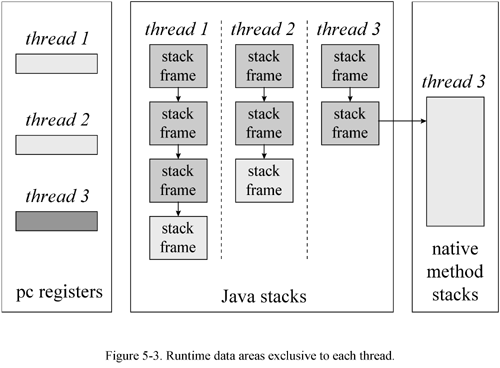 thread 1
thread 2
thread 3
pc registers
thread 1
stack
frame
stack
frame
stack
frame
stack
frame
thread 2
stack
frame
stack
frame
stack
frame
thread 3
stack
frame
stack
frame
Java stacks
thread 3
native
method
stacks
Figure 5-3. Runtime data areas exclusive to each thread.